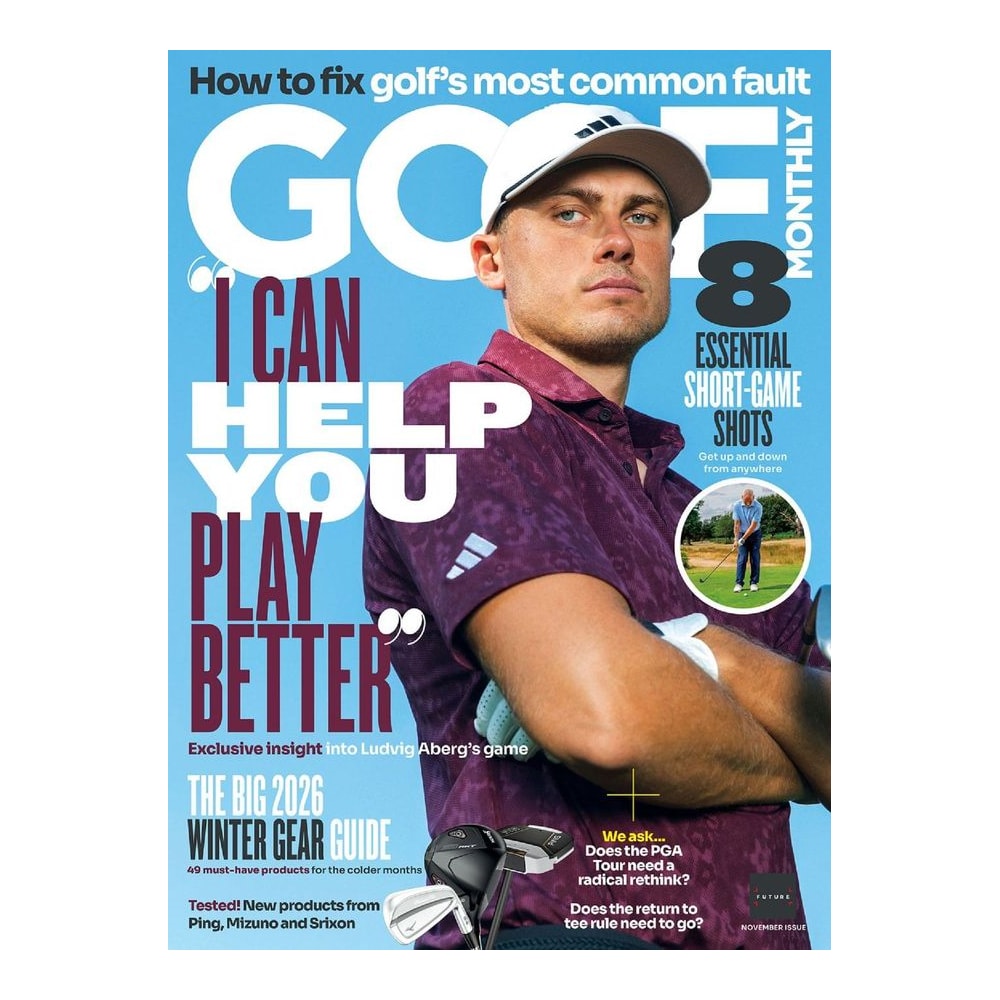 How to fix golf's most common fault
GOLF
MONTHLY
"I CAN
HELP
YOU
PLAY
BETTER"
Exclusive insight into Ludvig Aberg's game
8
ESSENTIAL
SHORT-GAME
SHOTS
Get up and down
from anywhere
THE BIG 2026
WINTER GEAR GUIDE
49 must-have products for the colder months
Tested! New products from
Ping, Mizuno and Srixon
We ask...
Does the PGA
Tour need a
radical rethink?
Does the return to
tee rule need to go?
FUTURE
NOVEMBER ISSUE